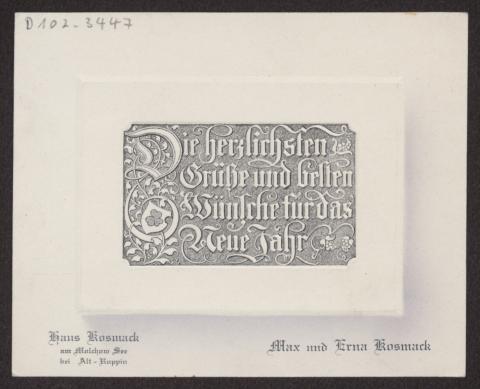 D102-3447
Die herzlichsten
Grüße und besten
Wünsche für das
Neue Jahr
Haus Kosmack
am Molchow See
bei Alt-Ruppin
Max und Erna Kosmack